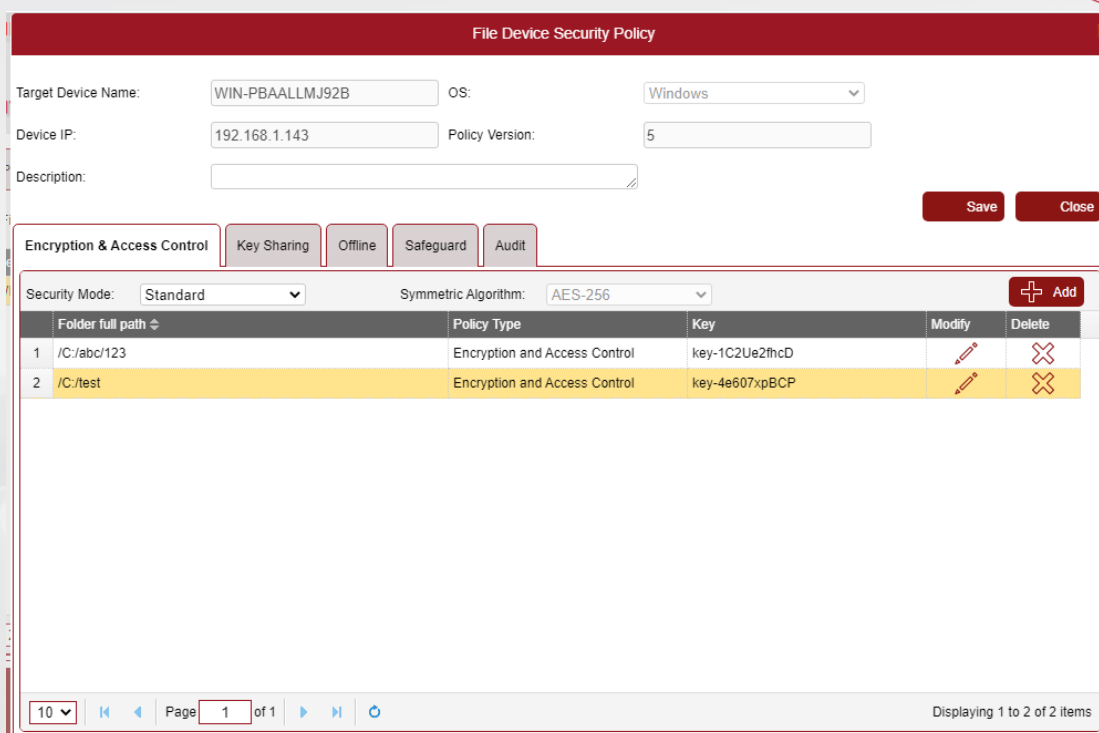 File Device Security Policy
Target Device Name: WIN-PBAALLMJ92B OS: Windows
Device IP: 192.168.1.143 Policy Version: 5
Description:
Save Close
Encryption & Access Control Key Sharing Offline Safeguard Audit
Security Mode: Standard Symmetric Algorithm: AES-256 Add
Folder full path Policy Type Key Modify Delete
1 /C:/abc/123 Encryption and Access Control key-1C2Ue2fhcD
2 /C:/test Encryption and Access Control key-4e607xpBCP
10 Page 1 of 1 Displaying 1 to 2 of 2 items